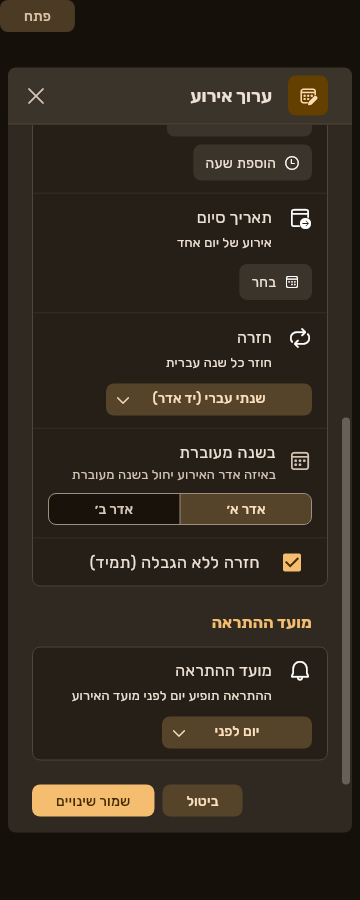 פתח
ערוך אירוע
הוספת שעה
תאריך סיום
אירוע של יום אחד
בחר
חזרה
חוזר כל שנה עברית
שנתי עברי (יד אדר)
בשנה מעוברת
באיזה אדר האירוע יחול בשנה מעוברת
אדר א׳
אדר ב׳
חזרה ללא הגבלה (תמיד)
מועד ההתראה
מועד ההתראה
ההתראה תופיע יום לפני מועד האירוע
יום לפני
ביטול
שמור שינויים